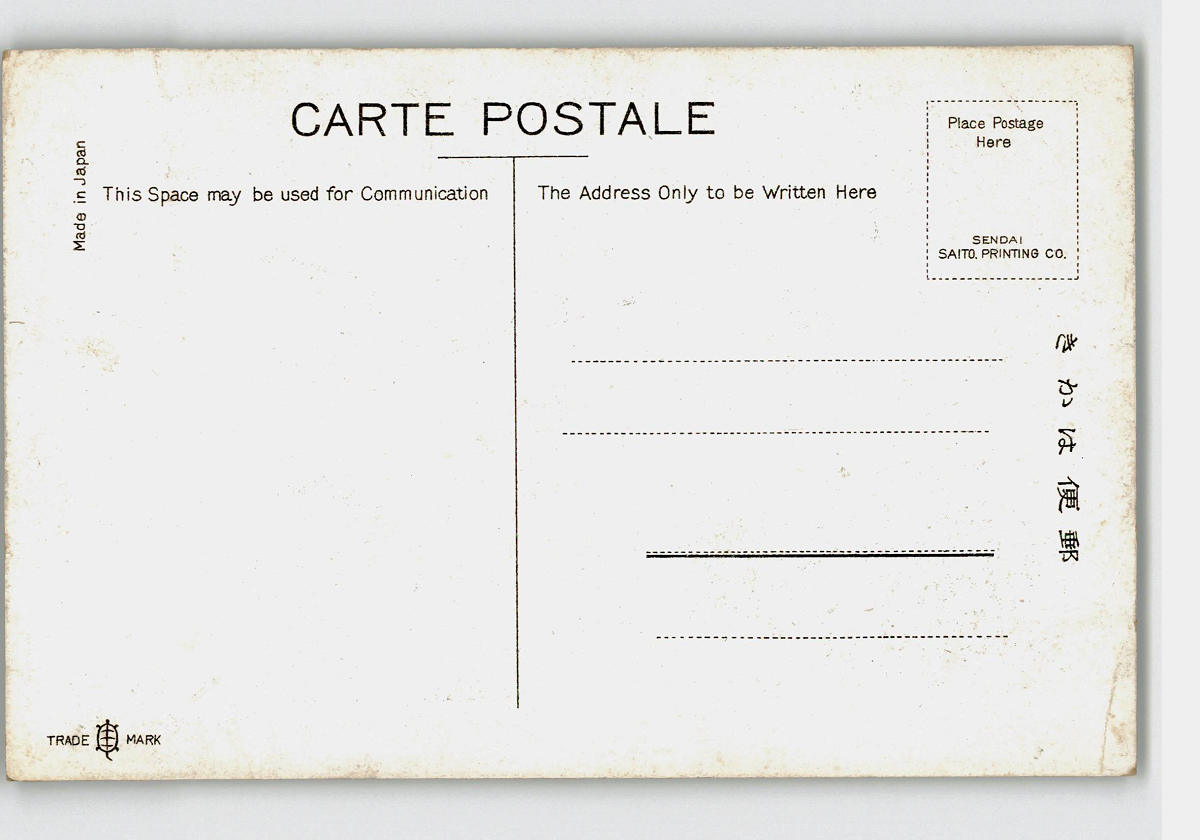 CARTE POSTALE
Made in Japan
This Space may be used for Communication
The Address Only to be Written Here
Place Postage
Here
SENDAI
SAITO. PRINTING CO.
きかは便郵
TRADE MARK